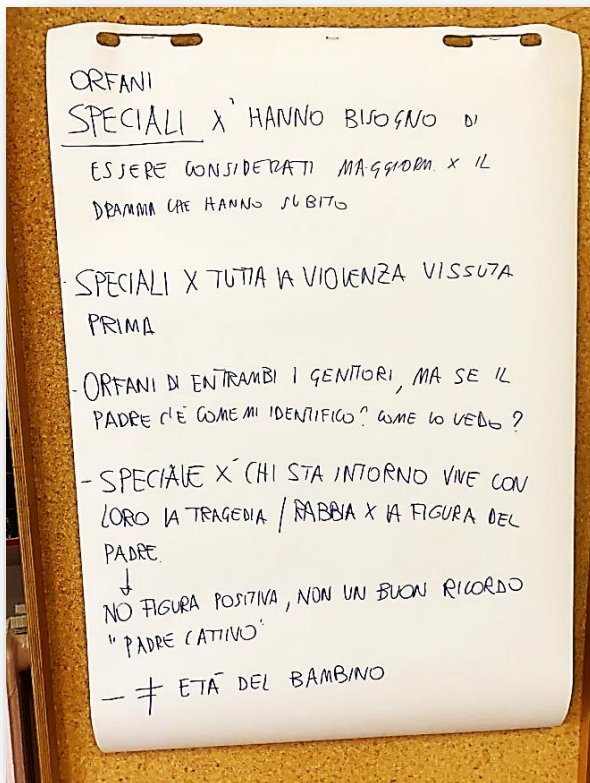 ORFANI
SPECIALI X' HANNO BISOGNO DI
ESSERE CONSIDERATI MAGGIORM. X IL
DRAMMA CHE HANNO SUBITO
- SPECIALI X TUTTA LA VIOLENZA VISSUTA
PRIMA
- ORFANI DI ENTRAMBI I GENITORI, MA SE IL
PADRE C'È COME MI IDENTIFICO? COME LO VEDO?
- SPECIALE X' CHI STA INTORNO VIVE CON
LORO LA TRAGEDIA / RABBIA X LA FIGURA DEL
PADRE.
↓
NO FIGURA POSITIVA, NON UN BUON RICORDO
"PADRE CATTIVO"
- ≠ ETÀ DEL BAMBINO